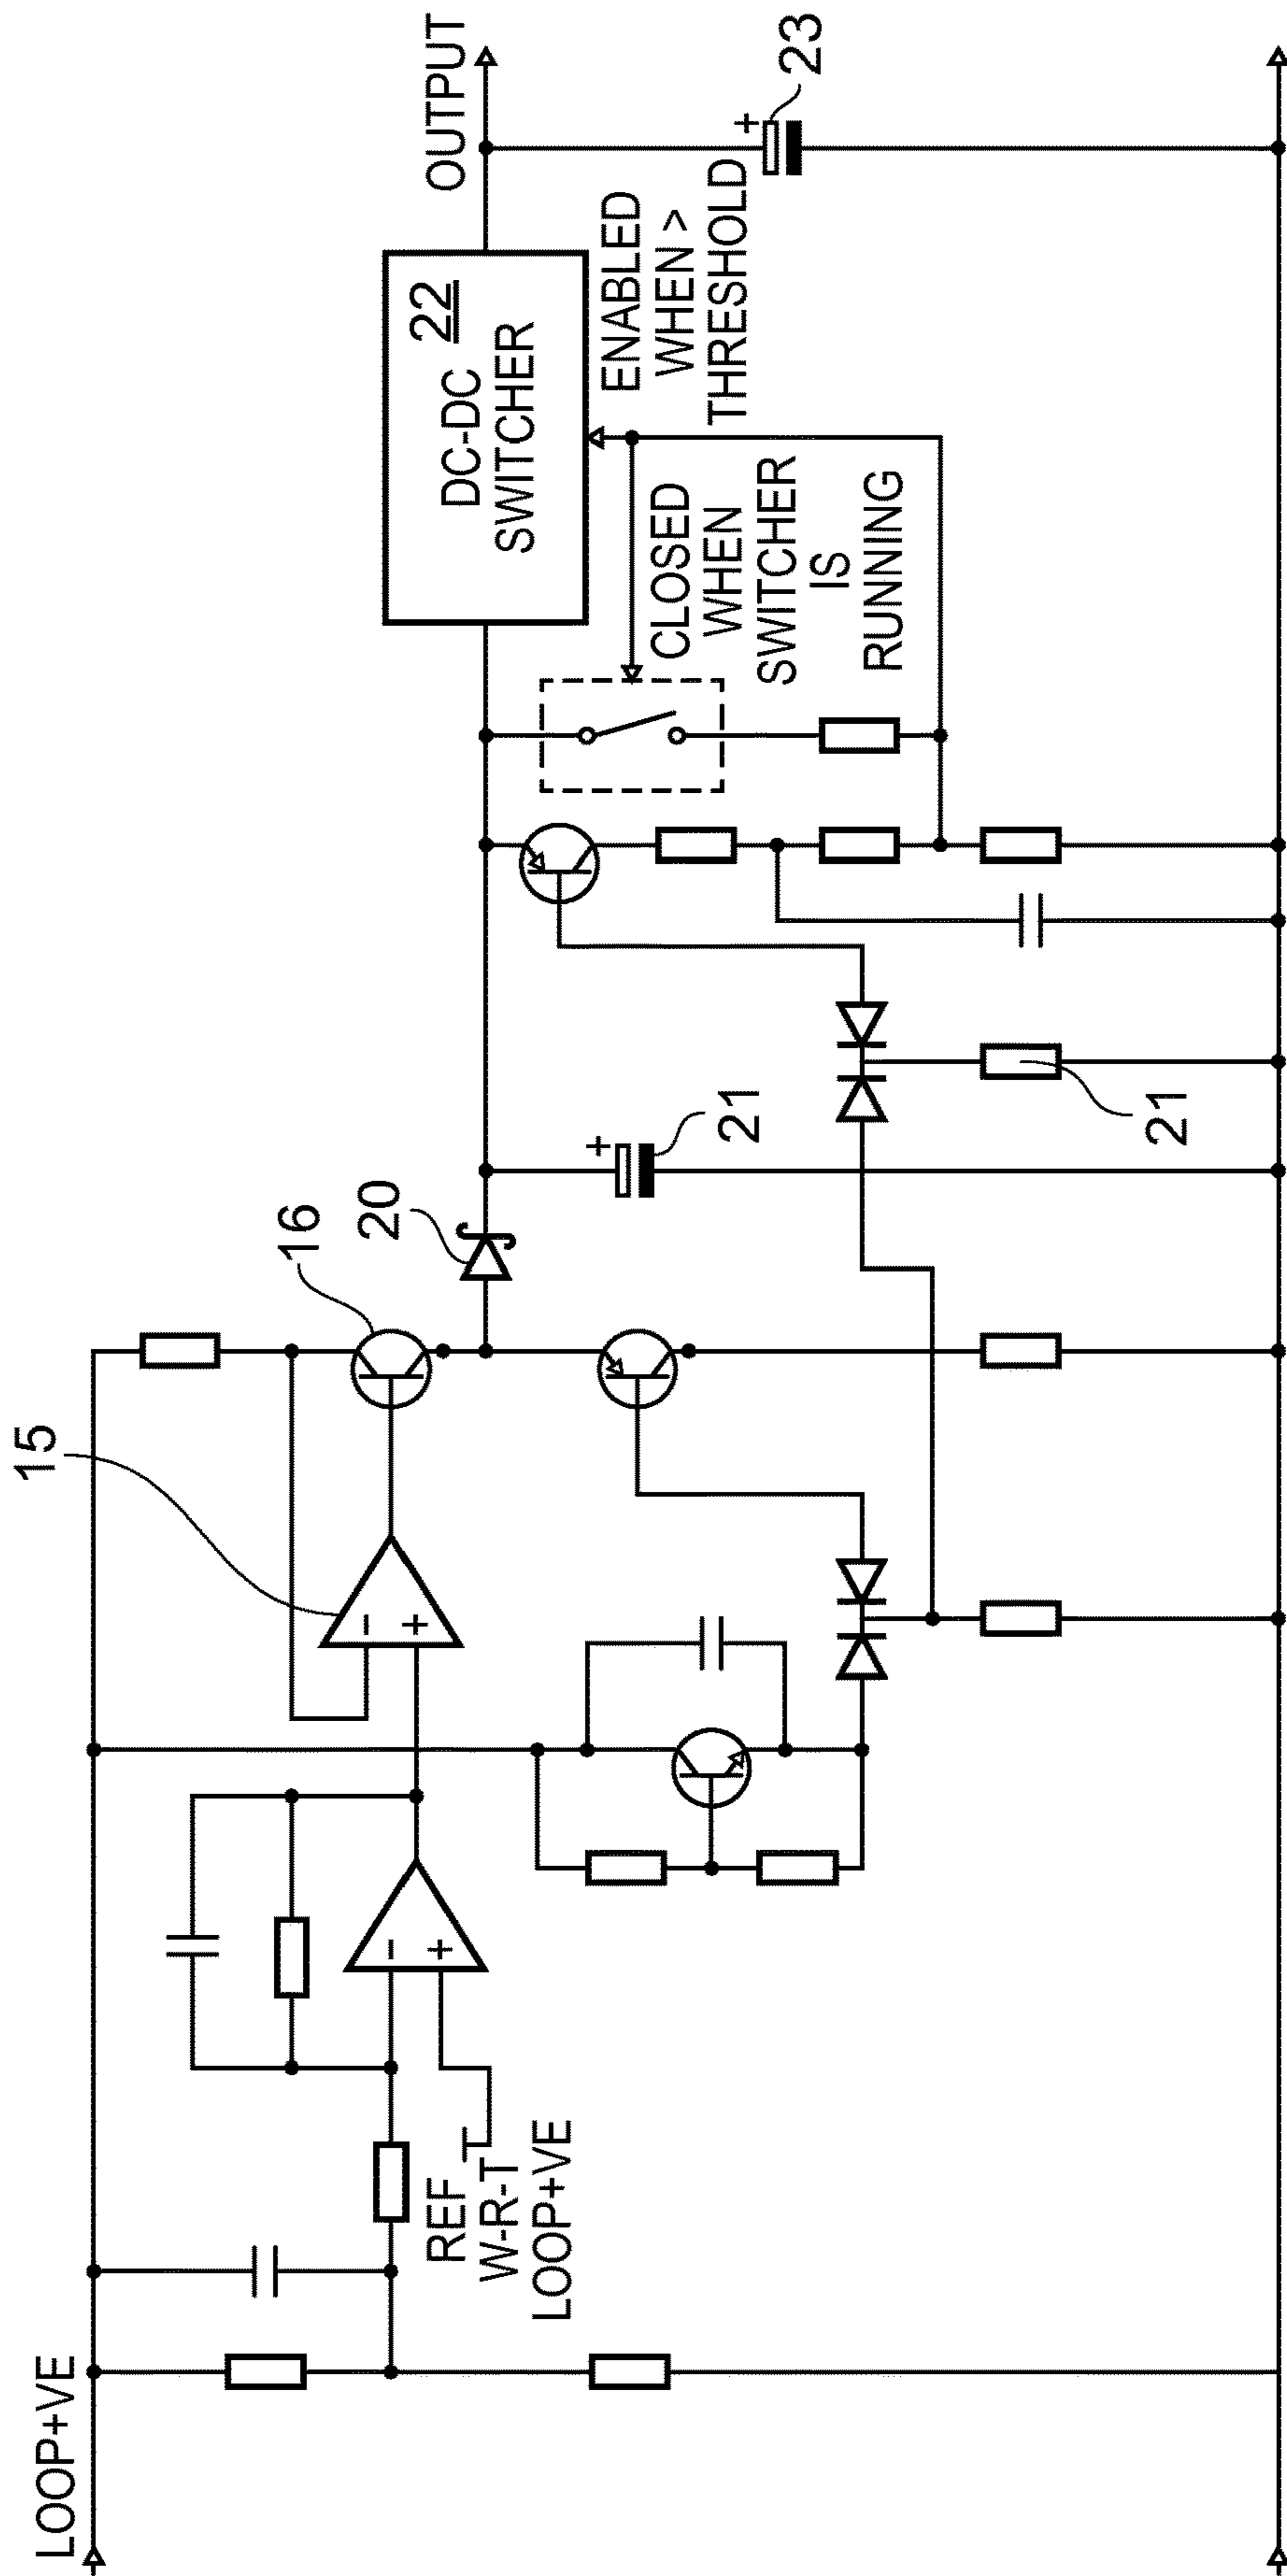 LOOP+VE
REF
W-R-T
LOOP+VE
15
16
20
21
21
22
DC-DC
SWITCHER
CLOSED
WHEN
SWITCHER
IS
RUNNING
ENABLED
WHEN >
THRESHOLD
OUTPUT
23
+
+
-
+
-
+